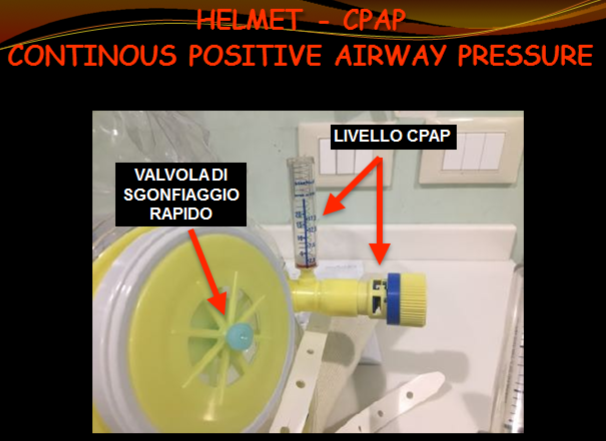 HELMET – CPAP
CONTINOUS POSITIVE AIRWAY PRESSURE
LIVELLO CPAP
VALVOLA DI
SGONFIAGGIO
RAPIDO